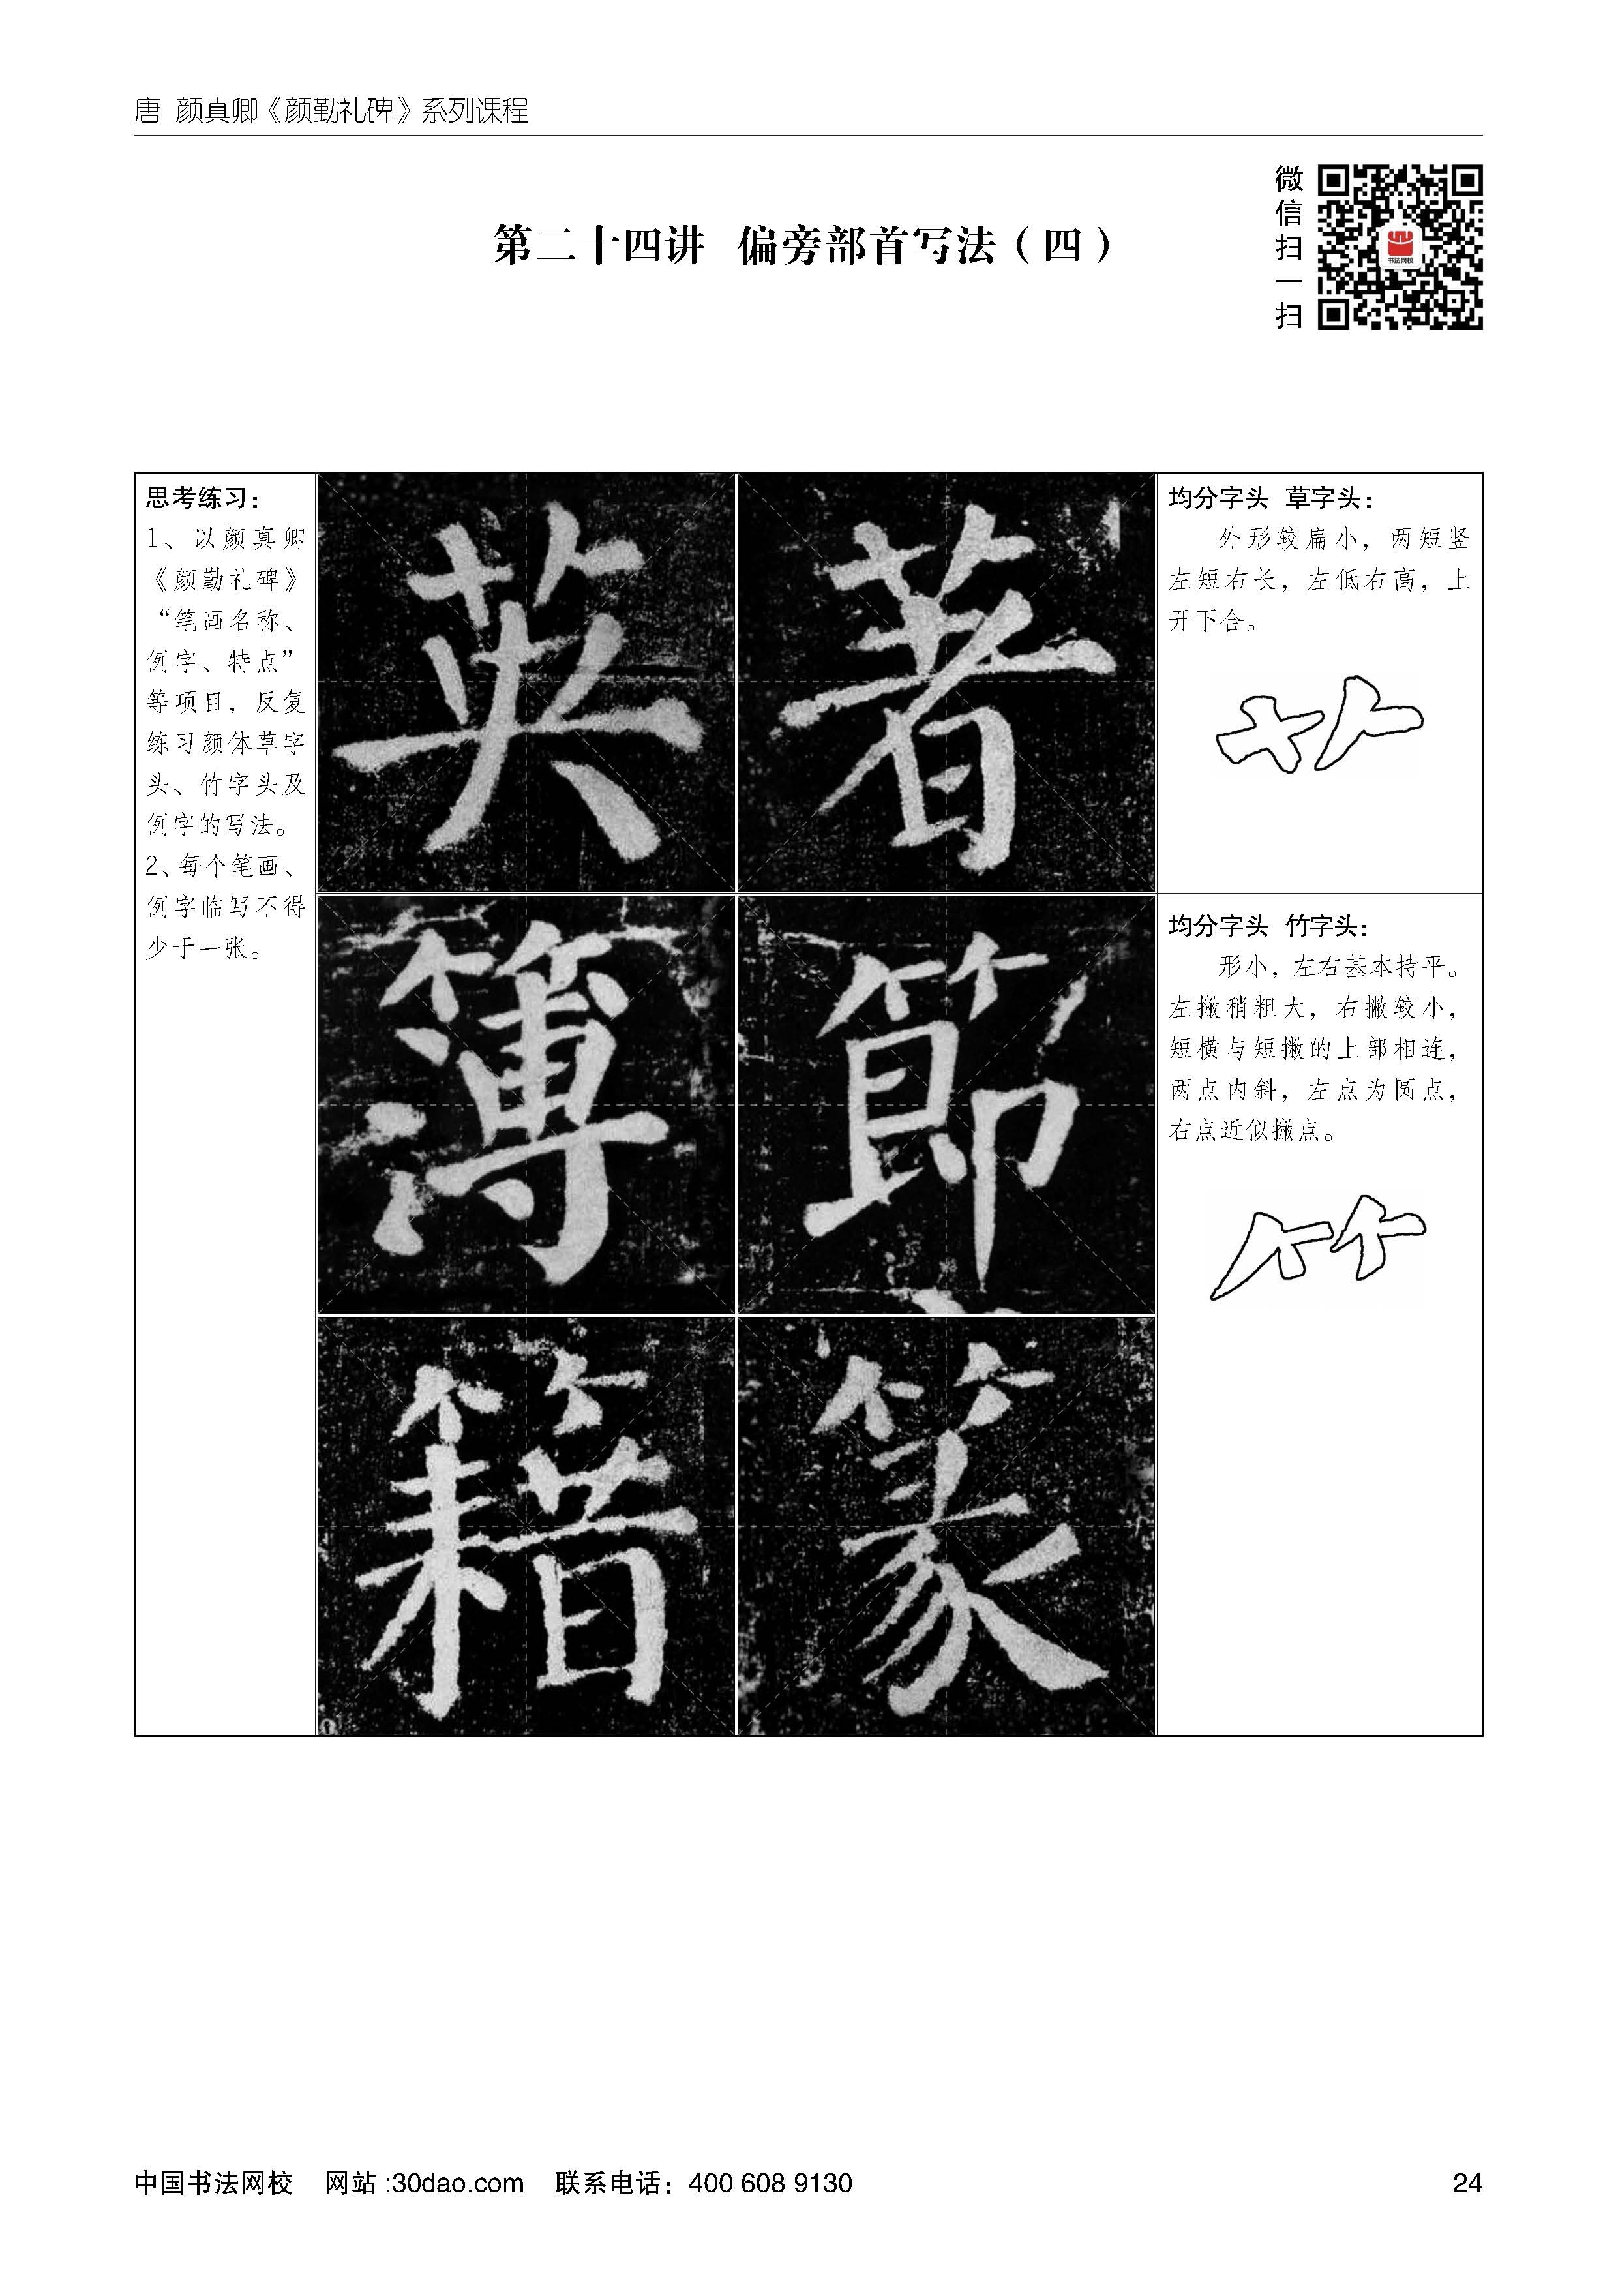 唐 颜真卿《颜勤礼碑》系列课程
微信扫一扫
书法网校
第二十四讲 偏旁部首写法（四）
思考练习：
1、以颜真卿
《颜勤礼碑》
“笔画名称、
例字、特点”
等项目，反复
练习颜体草字
头、竹字头及
例字的写法。
2、每个笔画、
例字临写不得
少于一张。
英 著
簿 節
籍 篆
均分字头 草字头：
外形较扁小，两短竖
左短右长，左低右高，上
开下合。
均分字头 竹字头：
形小，左右基本持平。
左撇稍粗大，右撇较小，
短横与短撇的上部相连，
两点内斜，左点为圆点，
右点近似撇点。
中国书法网校 网站 :30dao.com 联系电话：400 608 9130
24